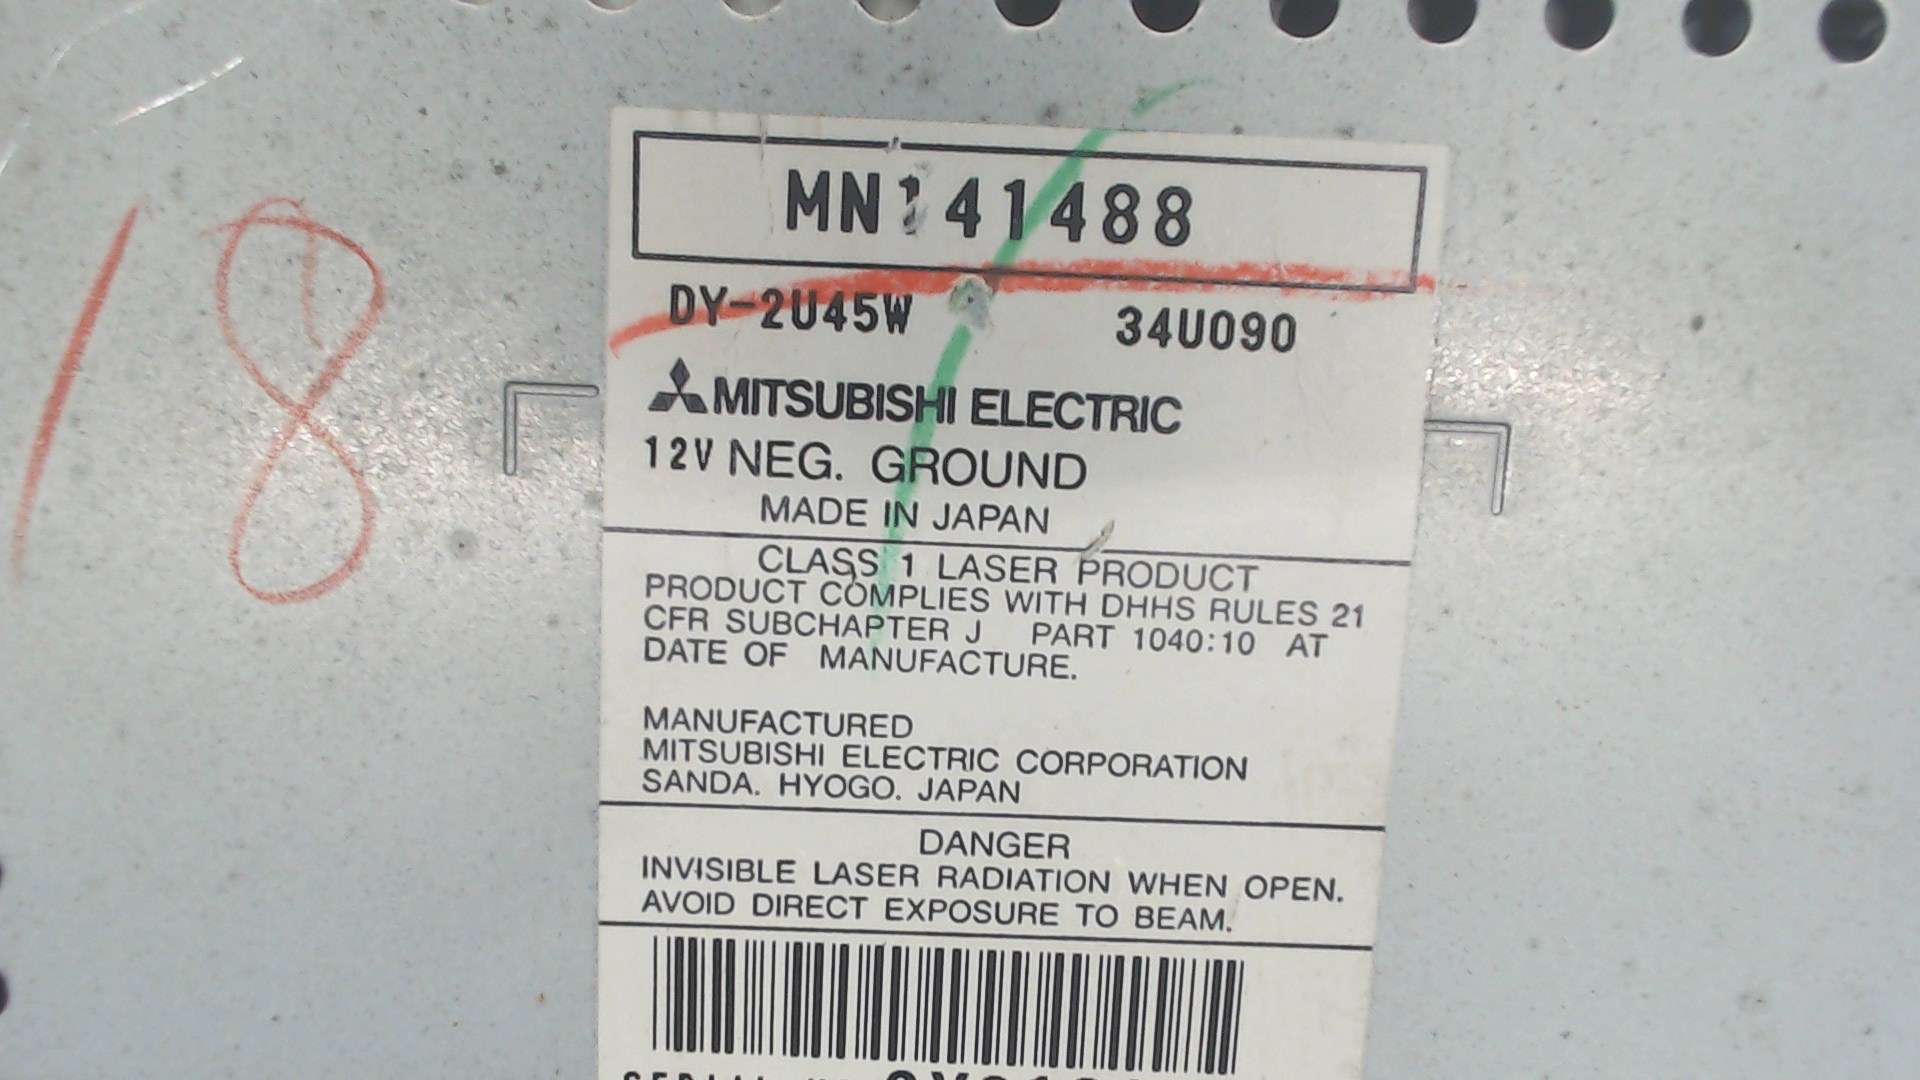 18
MN141488
DY-2U45W 34U090
MITSUBISHI ELECTRIC
12V NEG. GROUND
MADE IN JAPAN
CLASS 1 LASER PRODUCT
PRODUCT COMPLIES WITH DHHS RULES 21
CFR SUBCHAPTER J PART 1040:10 AT
DATE OF MANUFACTURE.
MANUFACTURED
MITSUBISHI ELECTRIC CORPORATION
SANDA. HYOGO. JAPAN
DANGER
INVISIBLE LASER RADIATION WHEN OPEN.
AVOID DIRECT EXPOSURE TO BEAM.